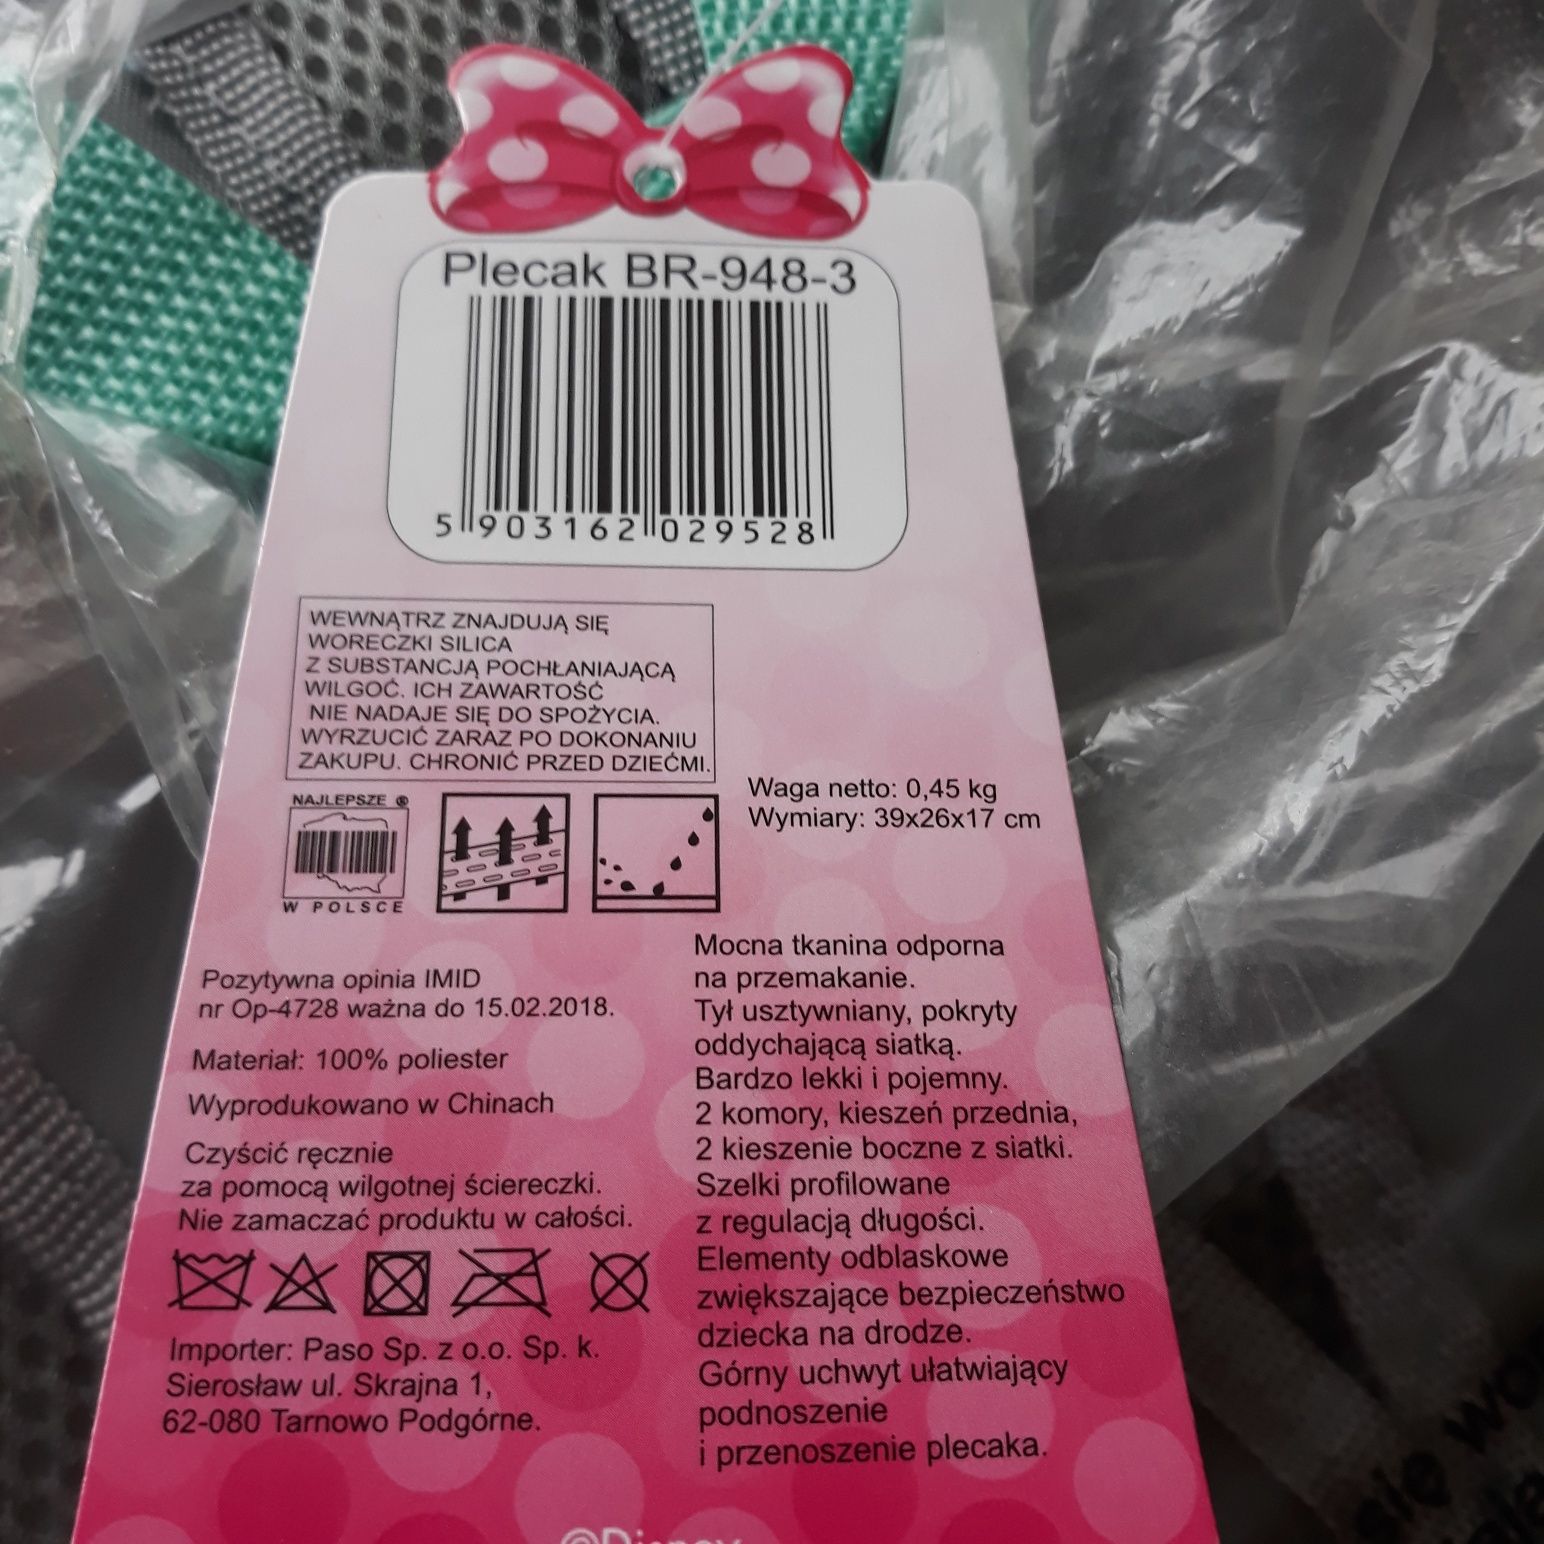 Plecak BR-948-3
5 903162 029528
WEWNĄTRZ ZNAJDUJĄ SIĘ
WORECZKI SILICA
Z SUBSTANCJĄ POCHŁANIAJĄCĄ
WILGOĆ. ICH ZAWARTOŚĆ
NIE NADAJE SIĘ DO SPOŻYCIA.
WYRZUCIĆ ZARAZ PO DOKONANIU
ZAKUPU. CHRONIĆ PRZED DZIEĆMI.
NAJLEPSZE ®
W POLSCE
Waga netto: 0,45 kg
Wymiary: 39x26x17 cm
Pozytywna opinia IMID
nr Op-4728 ważna do 15.02.2018.
Materiał: 100% poliester
Wyprodukowano w Chinach
Czyścić ręcznie
za pomocą wilgotnej ściereczki.
Nie zamaczać produktu w całości.
Importer: Paso Sp. z o.o. Sp. k.
Sierosław ul. Skrajna 1,
62-080 Tarnowo Podgórne.
Mocna tkanina odporna
na przemakanie.
Tył usztywniany, pokryty
oddychającą siatką.
Bardzo lekki i pojemny.
2 komory, kieszeń przednia,
2 kieszenie boczne z siatki.
Szelki profilowane
z regulacją długości.
Elementy odblaskowe
zwiększające bezpieczeństwo
dziecka na drodze.
Górny uchwyt ułatwiający
podnoszenie
i przenoszenie plecaka.
©Disney